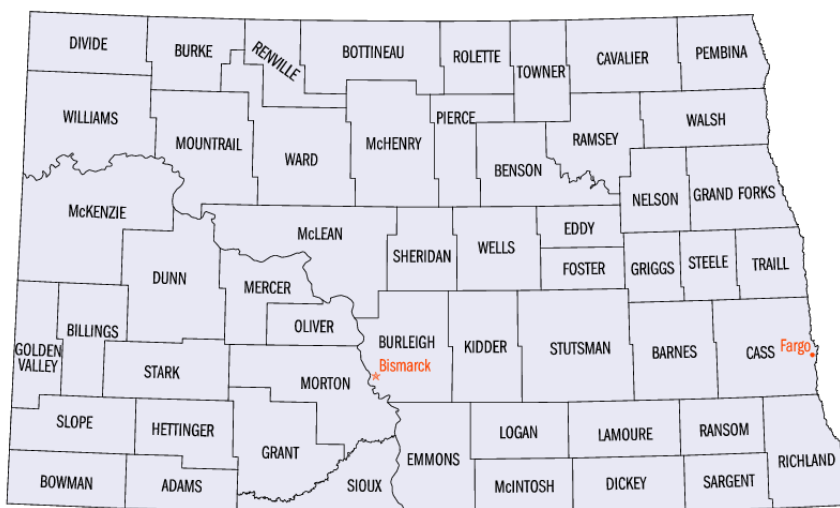 DIVIDE
BURKE
RENVILLE
BOTTINEAU
ROLETTE
TOWNER
CAVALIER
PEMBINA
WILLIAMS
MOUNTRAIL
WARD
McHENRY
PIERCE
BENSON
RAMSEY
WALSH
McKENZIE
DUNN
McLEAN
MERCER
OLIVER
SHERIDAN
WELLS
EDDY
FOSTER
NELSON
GRAND FORKS
GRIGGS
STEELE
TRAILL
GOLDEN
VALLEY
BILLINGS
STARK
MORTON
BURLEIGH
Bismarck
KIDDER
STUTSMAN
BARNES
CASS
Fargo
SLOPE
HETTINGER
GRANT
EMMONS
LOGAN
LAMOURE
RANSOM
RICHLAND
BOWMAN
ADAMS
SIOUX
McINTOSH
DICKEY
SARGENT